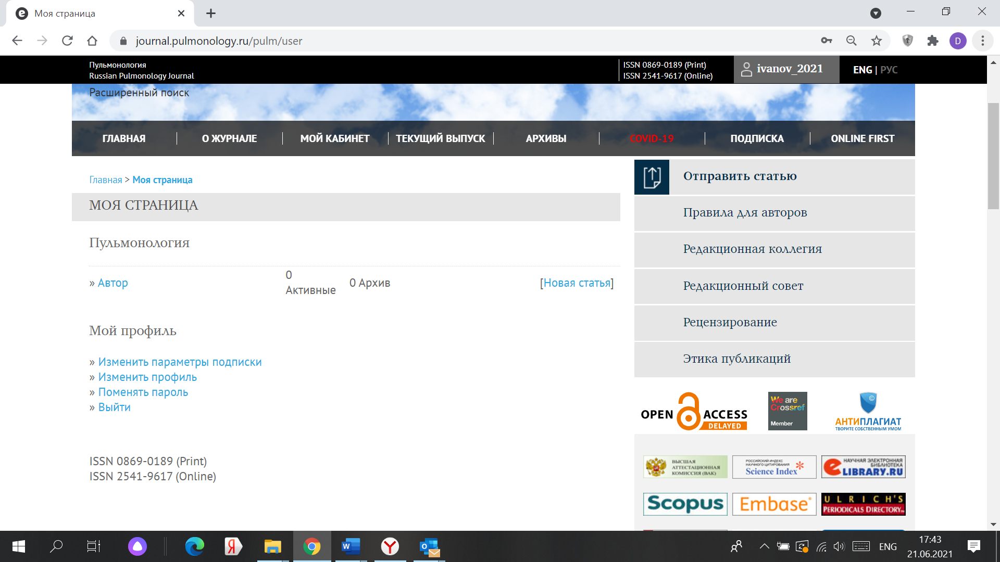 Моя страница
journal.pulmonology.ru/pulm/user
D
Пульмонология
Russian Pulmonology Journal
ISSN 0869-0189 (Print)
ISSN 2541-9617 (Online)
ivanov_2021
ENG | РУС
Расширенный поиск
ГЛАВНАЯ
О ЖУРНАЛЕ
МОЙ КАБИНЕТ
ТЕКУЩИЙ ВЫПУСК
АРХИВЫ
COVID-19
ПОДПИСКА
ONLINE FIRST
Главная > Моя страница
МОЯ СТРАНИЦА
Пульмонология
» Автор
0
Активные
0 Архив
[Новая статья]
Мой профиль
» Изменить параметры подписки
» Изменить профиль
» Поменять пароль
» Выйти
ISSN 0869-0189 (Print)
ISSN 2541-9617 (Online)
Отправить статью
Правила для авторов
Редакционная коллегия
Редакционный совет
Рецензирование
Этика публикаций
OPEN ACCESS
DELAYED
We are
Crossref
Member
©
АНТИПЛАГИАТ
ТВОРИТЕ СОБСТВЕННЫМ УМОМ
ВЫСШАЯ
АТТЕСТАЦИОННАЯ
КОМИССИЯ (ВАК)
РОССИЙСКИЙ ИНДЕКС
НАУЧНОГО ЦИТИРОВАНИЯ
Science Index
НАУЧНАЯ ЭЛЕКТРОННАЯ
БИБЛИОТЕКА
eLIBRARY.RU
Scopus
Embase
ULRICH'S
PERIODICALS DIRECTORY
ENG
17:43
21.06.2021